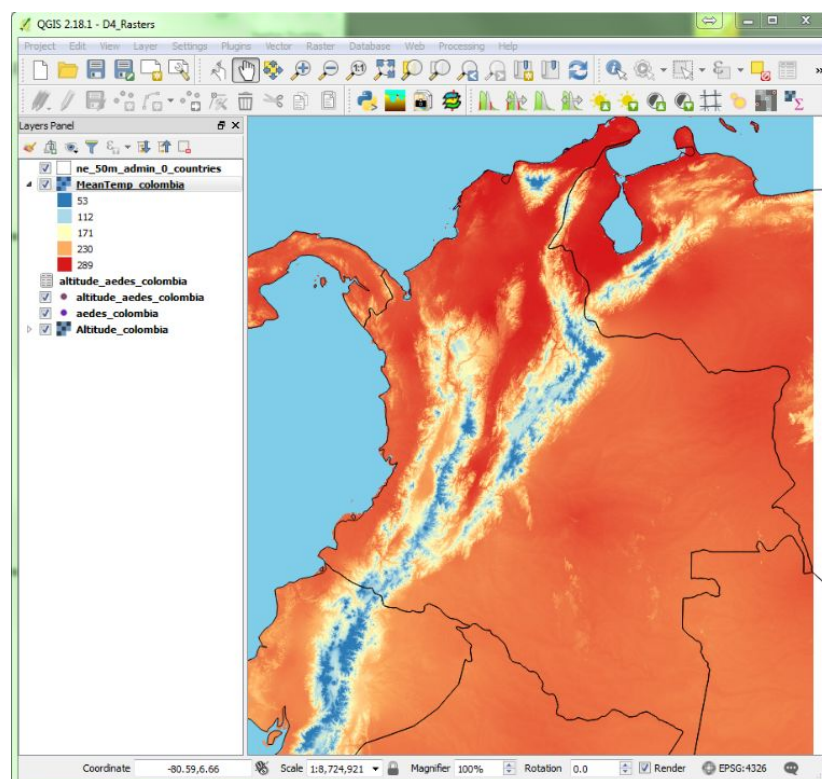 QGIS 2.18.1 - D4_Rasters
Project Edit View Layer Settings Plugins Vector Raster Database Web Processing Help
Layers Panel
ne_50m_admin_0_countries
MeanTemp_colombia
53
112
171
230
289
altitude_aedes_colombia
altitude_aedes_colombia
aedes_colombia
Altitude_colombia
Coordinate -80.59,6.66 Scale 1:8,724,921 Magnifier 100% Rotation 0.0 Render EPSG:4326